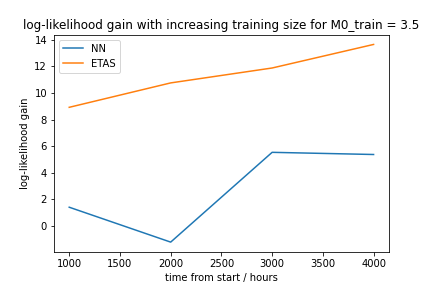 log-likelihood gain with increasing training size for M0_train = 3.5
NN
ETAS
log-likelihood gain
14
12
10
8
6
4
2
0
1000 1500 2000 2500 3000 3500 4000
time from start / hours